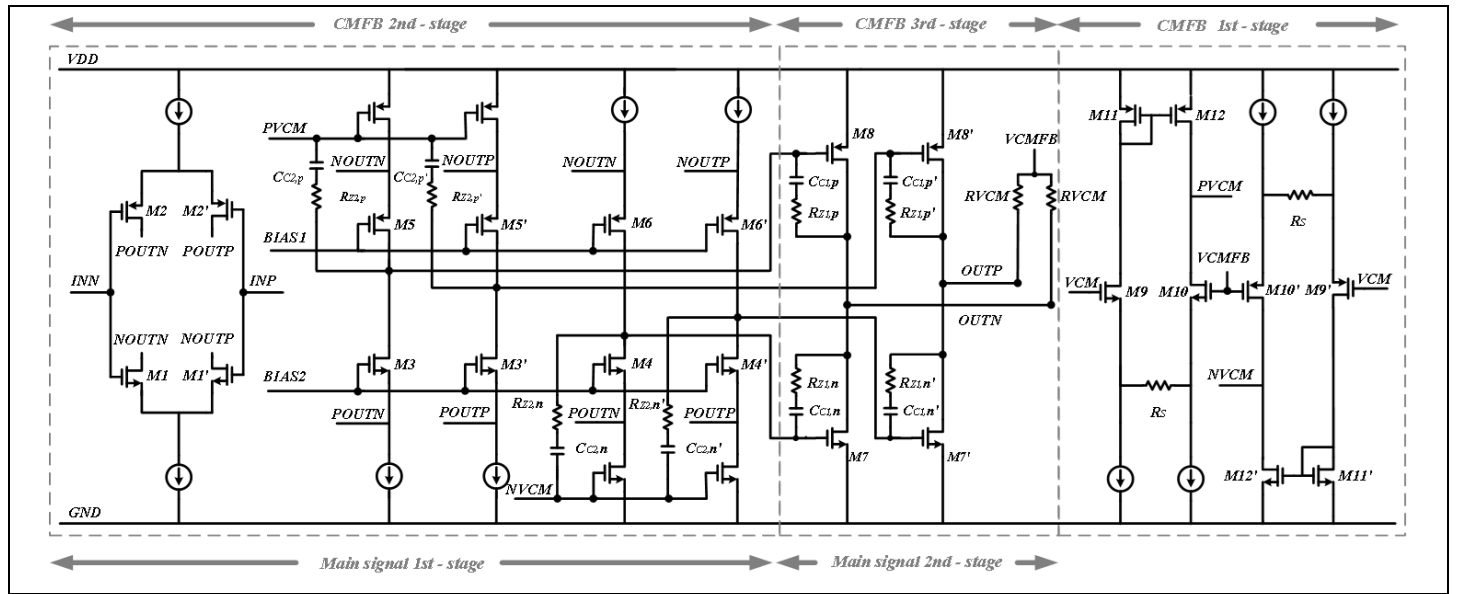 CMFB 2nd - stage
CMFB 3rd - stage
CMFB 1st - stage
VDD
PVCM
NOUTN
NOUTP
NOUTN
NOUTP
CC2,p
RZ2,p
CC2,p'
RZ2,p'
M5
M5'
M6
M6'
BIAS1
M2
M2'
POUTN
POUTP
INN
INP
NOUTN
NOUTP
M1
M1'
M3
M3'
M4
M4'
BIAS2
POUTN
POUTP
RZ2,n
POUTN
RZ2,n'
POUTP
CC2,n
CC2,n'
NVCM
GND
M8
M8'
CC1,p
RZ1,p
CC1,p'
RZ1,p'
VCMFB
RVCM
RVCM
OUTP
OUTN
RZ1,n
CC1,n
RZ1,n'
CC1,n'
M7
M7'
M11
M12
PVCM
RS
VCMFB
VCM
M9
M10
M10'
M9'
VCM
NVCM
RS
M12'
M11'
Main signal 1st - stage
Main signal 2nd - stage